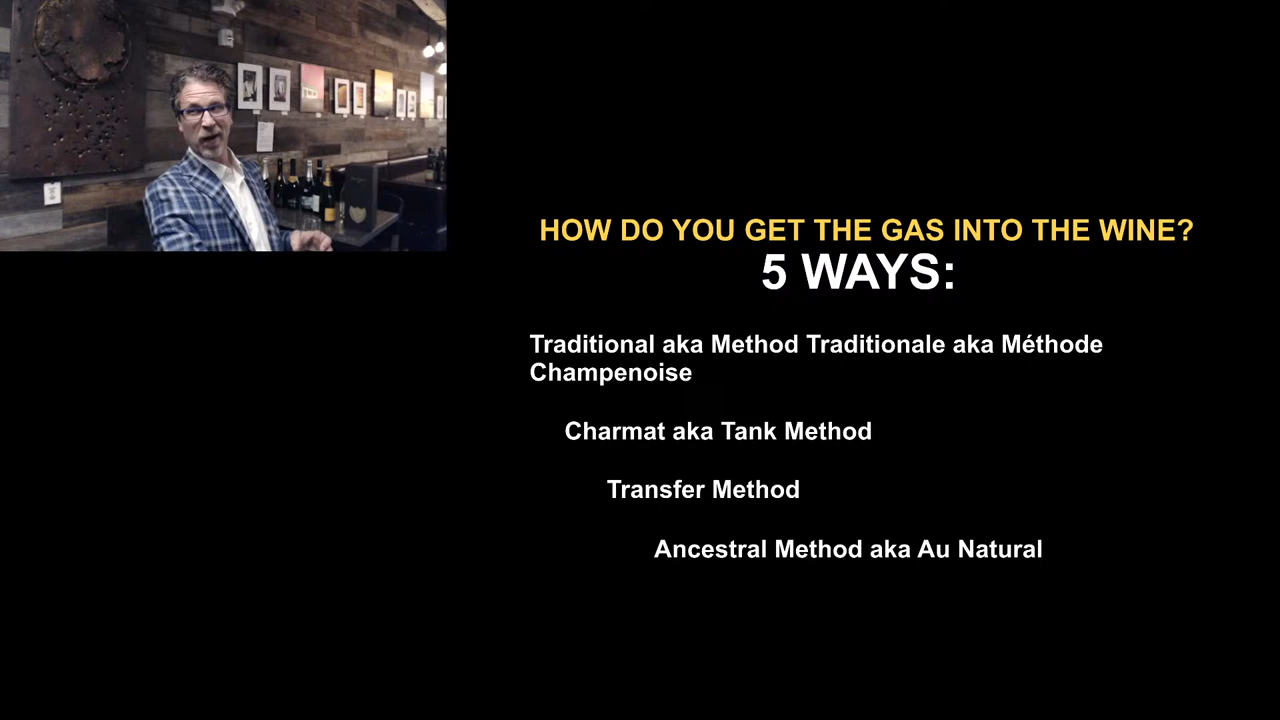 HOW DO YOU GET THE GAS INTO THE WINE?
5 WAYS:
Traditional aka Method Traditionale aka Méthode
Champenoise
Charmat aka Tank Method
Transfer Method
Ancestral Method aka Au Natural